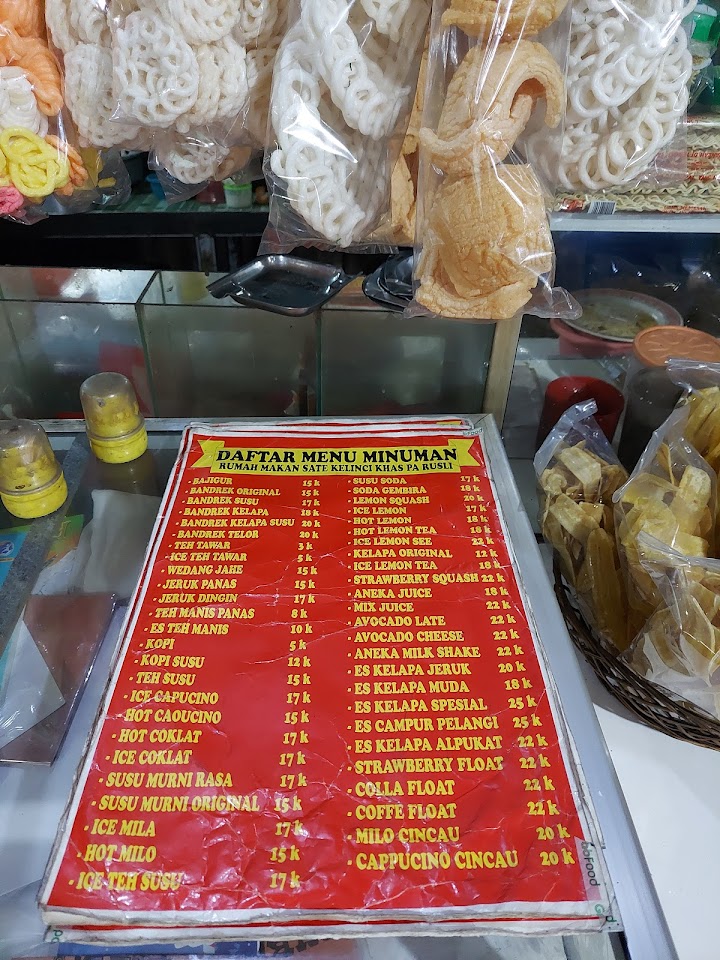 DAFTAR MENU MINUMAN
RUMAH MAKAN SATE KELINCI KHAS PA RUSLI
- BAJIGUR 15 k
- BANDREK ORIGINAL 15 k
- BANDREK SUSU 17 k
- BANDREK KELAPA 18 k
- BANDREK KELAPA SUSU 20 k
- BANDREK TELOR 20 k
- TEH TAWAR 3 k
- ICE TEH TAWAR 5 k
- WEDANG JAHE 15 k
- JERUK PANAS 15 k
- JERUK DINGIN 17 k
- TEH MANIS PANAS 8 k
- ES TEH MANIS 10 k
- KOPI 5 k
- KOPI SUSU 12 k
- TEH SUSU 15 k
- ICE CAPUCINO 17 k
- HOT CAOUCINO 15 k
- HOT COKLAT 17 k
- ICE COKLAT 17 k
- SUSU MURNI RASA 17 k
- SUSU MURNI ORIGINAL 15 k
- ICE MILA 17 k
- HOT MILO 15 k
- ICE TEH SUSU 17 k
- SUSU SODA 17 k
- SODA GEMBIRA 18 k
- LEMON SQUASH 20 k
- ICE LEMON 17 k
- HOT LEMON 18 k
- HOT LEMON TEA 18 k
- ICE LEMON SEE 22 k
- KELAPA ORIGINAL 12 k
- ICE LEMON TEA 18 k
- STRAWBERRY SQUASH 22 k
- ANEKA JUICE 18 k
- MIX JUICE 22 k
- AVOCADO LATE 22 k
- AVOCADO CHEESE 22 k
- ANEKA MILK SHAKE 22 k
- ES KELAPA JERUK 20 k
- ES KELAPA MUDA 18 k
- ES KELAPA SPESIAL 25 k
- ES CAMPUR PELANGI 25 k
- ES KELAPA ALPUKAT 22 k
- STRAWBERRY FLOAT 22 k
- COLLA FLOAT 22 k
- COFFE FLOAT 22 k
- MILO CINCAU 20 k
- CAPPUCINO CINCAU 20 k